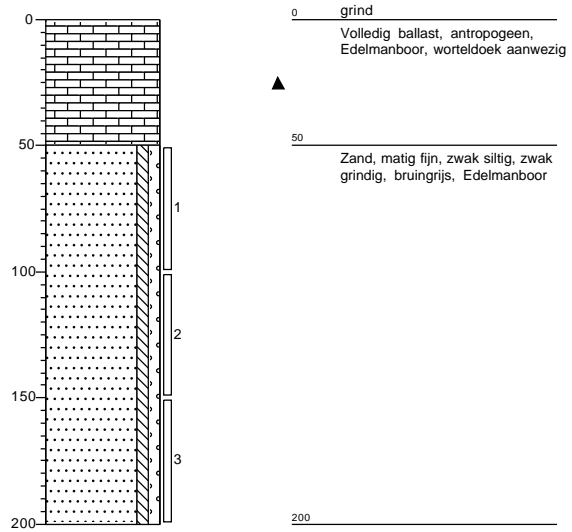 0
50
100
150
200
1
2
3
0 grind
Volledig ballast, antropogeen,
Edelmanboor, worteldoek aanwezig
50
Zand, matig fijn, zwak siltig, zwak
grindig, bruingrijs, Edelmanboor
200